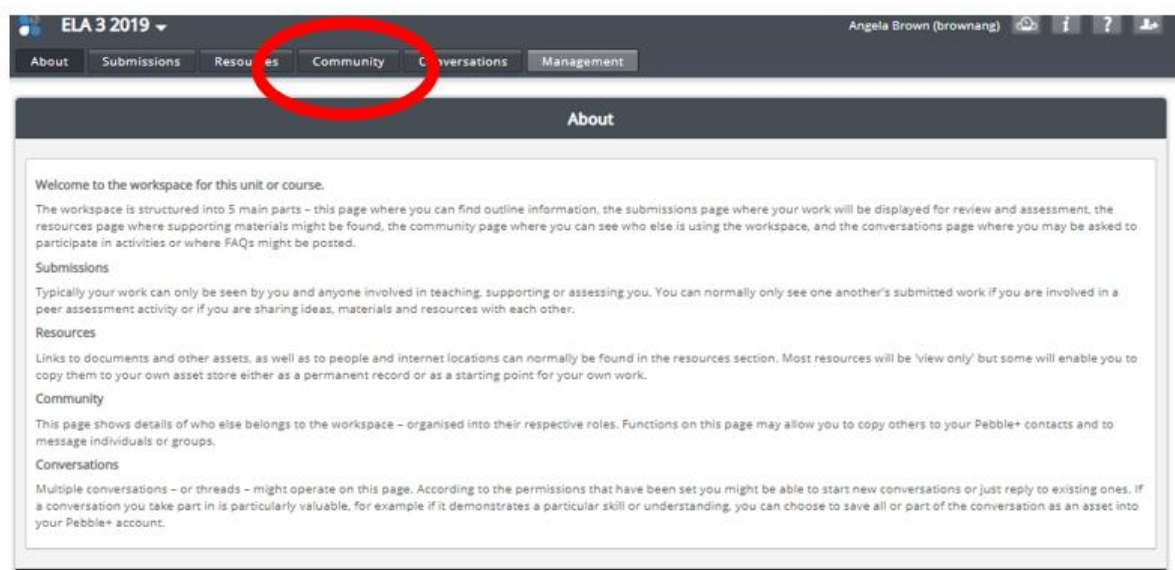 ELA 3 2019
Angela Brown (brownang)
i
?
About
Submissions
Resources
Community
Conversations
Management
About
Welcome to the workspace for this unit or course.
The workspace is structured into 5 main parts – this page where you can find outline information, the submissions page where your work will be displayed for review and assessment, the
resources page where supporting materials might be found, the community page where you can see who else is using the workspace, and the conversations page where you may be asked to
participate in activities or where FAQs might be posted.
Submissions
Typically your work can only be seen by you and anyone involved in teaching, supporting or assessing you. You can normally only see one another's submitted work if you are involved in a
peer assessment activity or if you are sharing ideas, materials and resources with each other.
Resources
Links to documents and other assets, as well as to people and internet locations can normally be found in the resources section. Most resources will be 'view only' but some will enable you to
copy them to your own asset store either as a permanent record or as a starting point for your own work.
Community
This page shows details of who else belongs to the workspace – organised into their respective roles. Functions on this page may allow you to copy others to your Pebble+ contacts and to
message individuals or groups.
Conversations
Multiple conversations – or threads – might operate on this page. According to the permissions that have been set you might be able to start new conversations or just reply to existing ones. If
a conversation you take part in is particularly valuable, for example if it demonstrates a particular skill or understanding, you can choose to save all or part of the conversation as an asset into
your Pebble+ account.